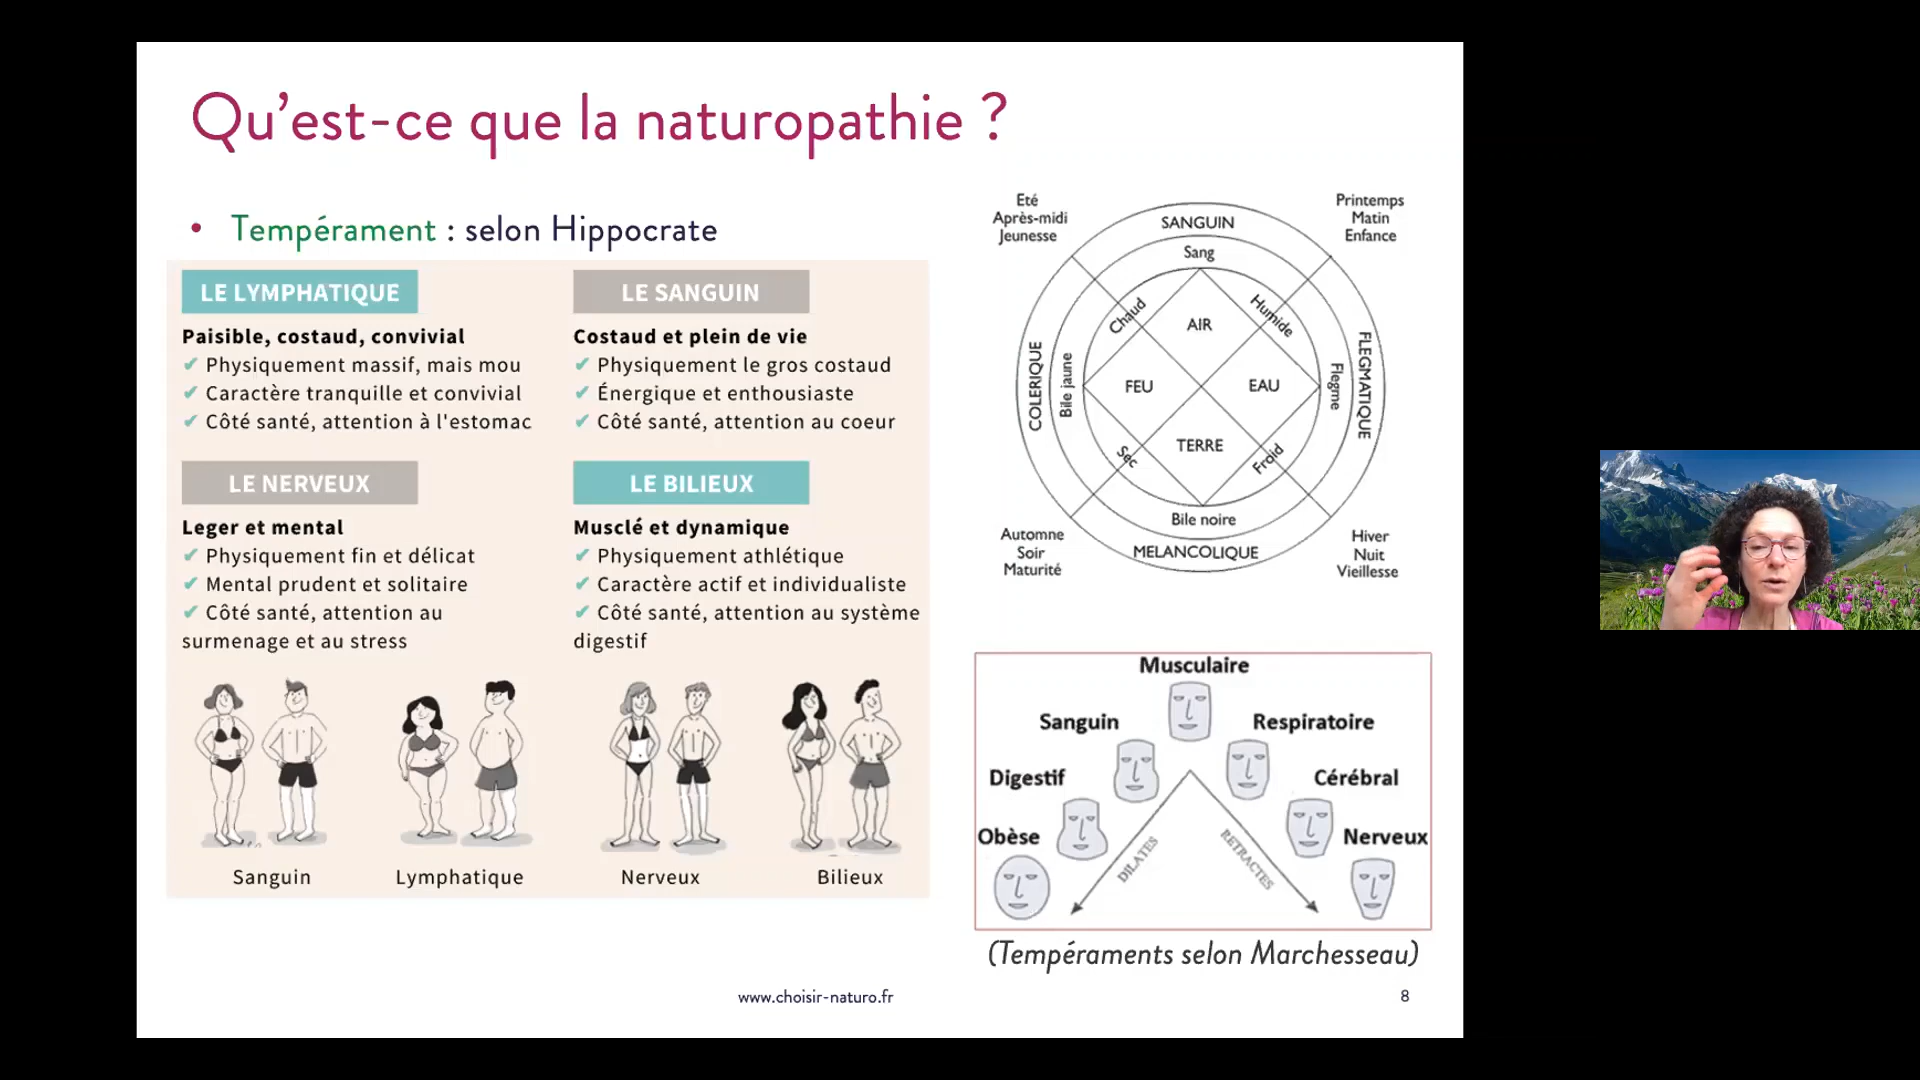 Qu'est-ce que la naturopathie ?
• Tempérament : selon Hippocrate
LE LYMPHATIQUE
Paisible, costaud, convivial
✔ Physiquement massif, mais mou
✔ Caractère tranquille et convivial
✔ Côté santé, attention à l'estomac
LE SANGUIN
Costaud et plein de vie
✔ Physiquement le gros costaud
✔ Énergique et enthousiaste
✔ Côté santé, attention au coeur
LE NERVEUX
Leger et mental
✔ Physiquement fin et délicat
✔ Mental prudent et solitaire
✔ Côté santé, attention au
surmenage et au stress
LE BILIEUX
Musclé et dynamique
✔ Physiquement athlétique
✔ Caractère actif et individualiste
✔ Côté santé, attention au système
digestif
Sanguin
Lymphatique
Nerveux
Bilieux
Eté
Après-midi
Jeunesse
Printemps
Matin
Enfance
SANGUIN
Sang
Chaud
Humide
AIR
COLERIQUE
Bile jaune
FEU
EAU
Flegme
FLEGMATIQUE
TERRE
Sec
Froid
Bile noire
MELANCOLIQUE
Automne
Soir
Maturité
Hiver
Nuit
Vieillesse
Musculaire
Sanguin
Respiratoire
Digestif
Cérébral
Obèse
Nerveux
DILATES
RETRACTES
(Tempéraments selon Marchesseau)
www.choisir-naturo.fr
8